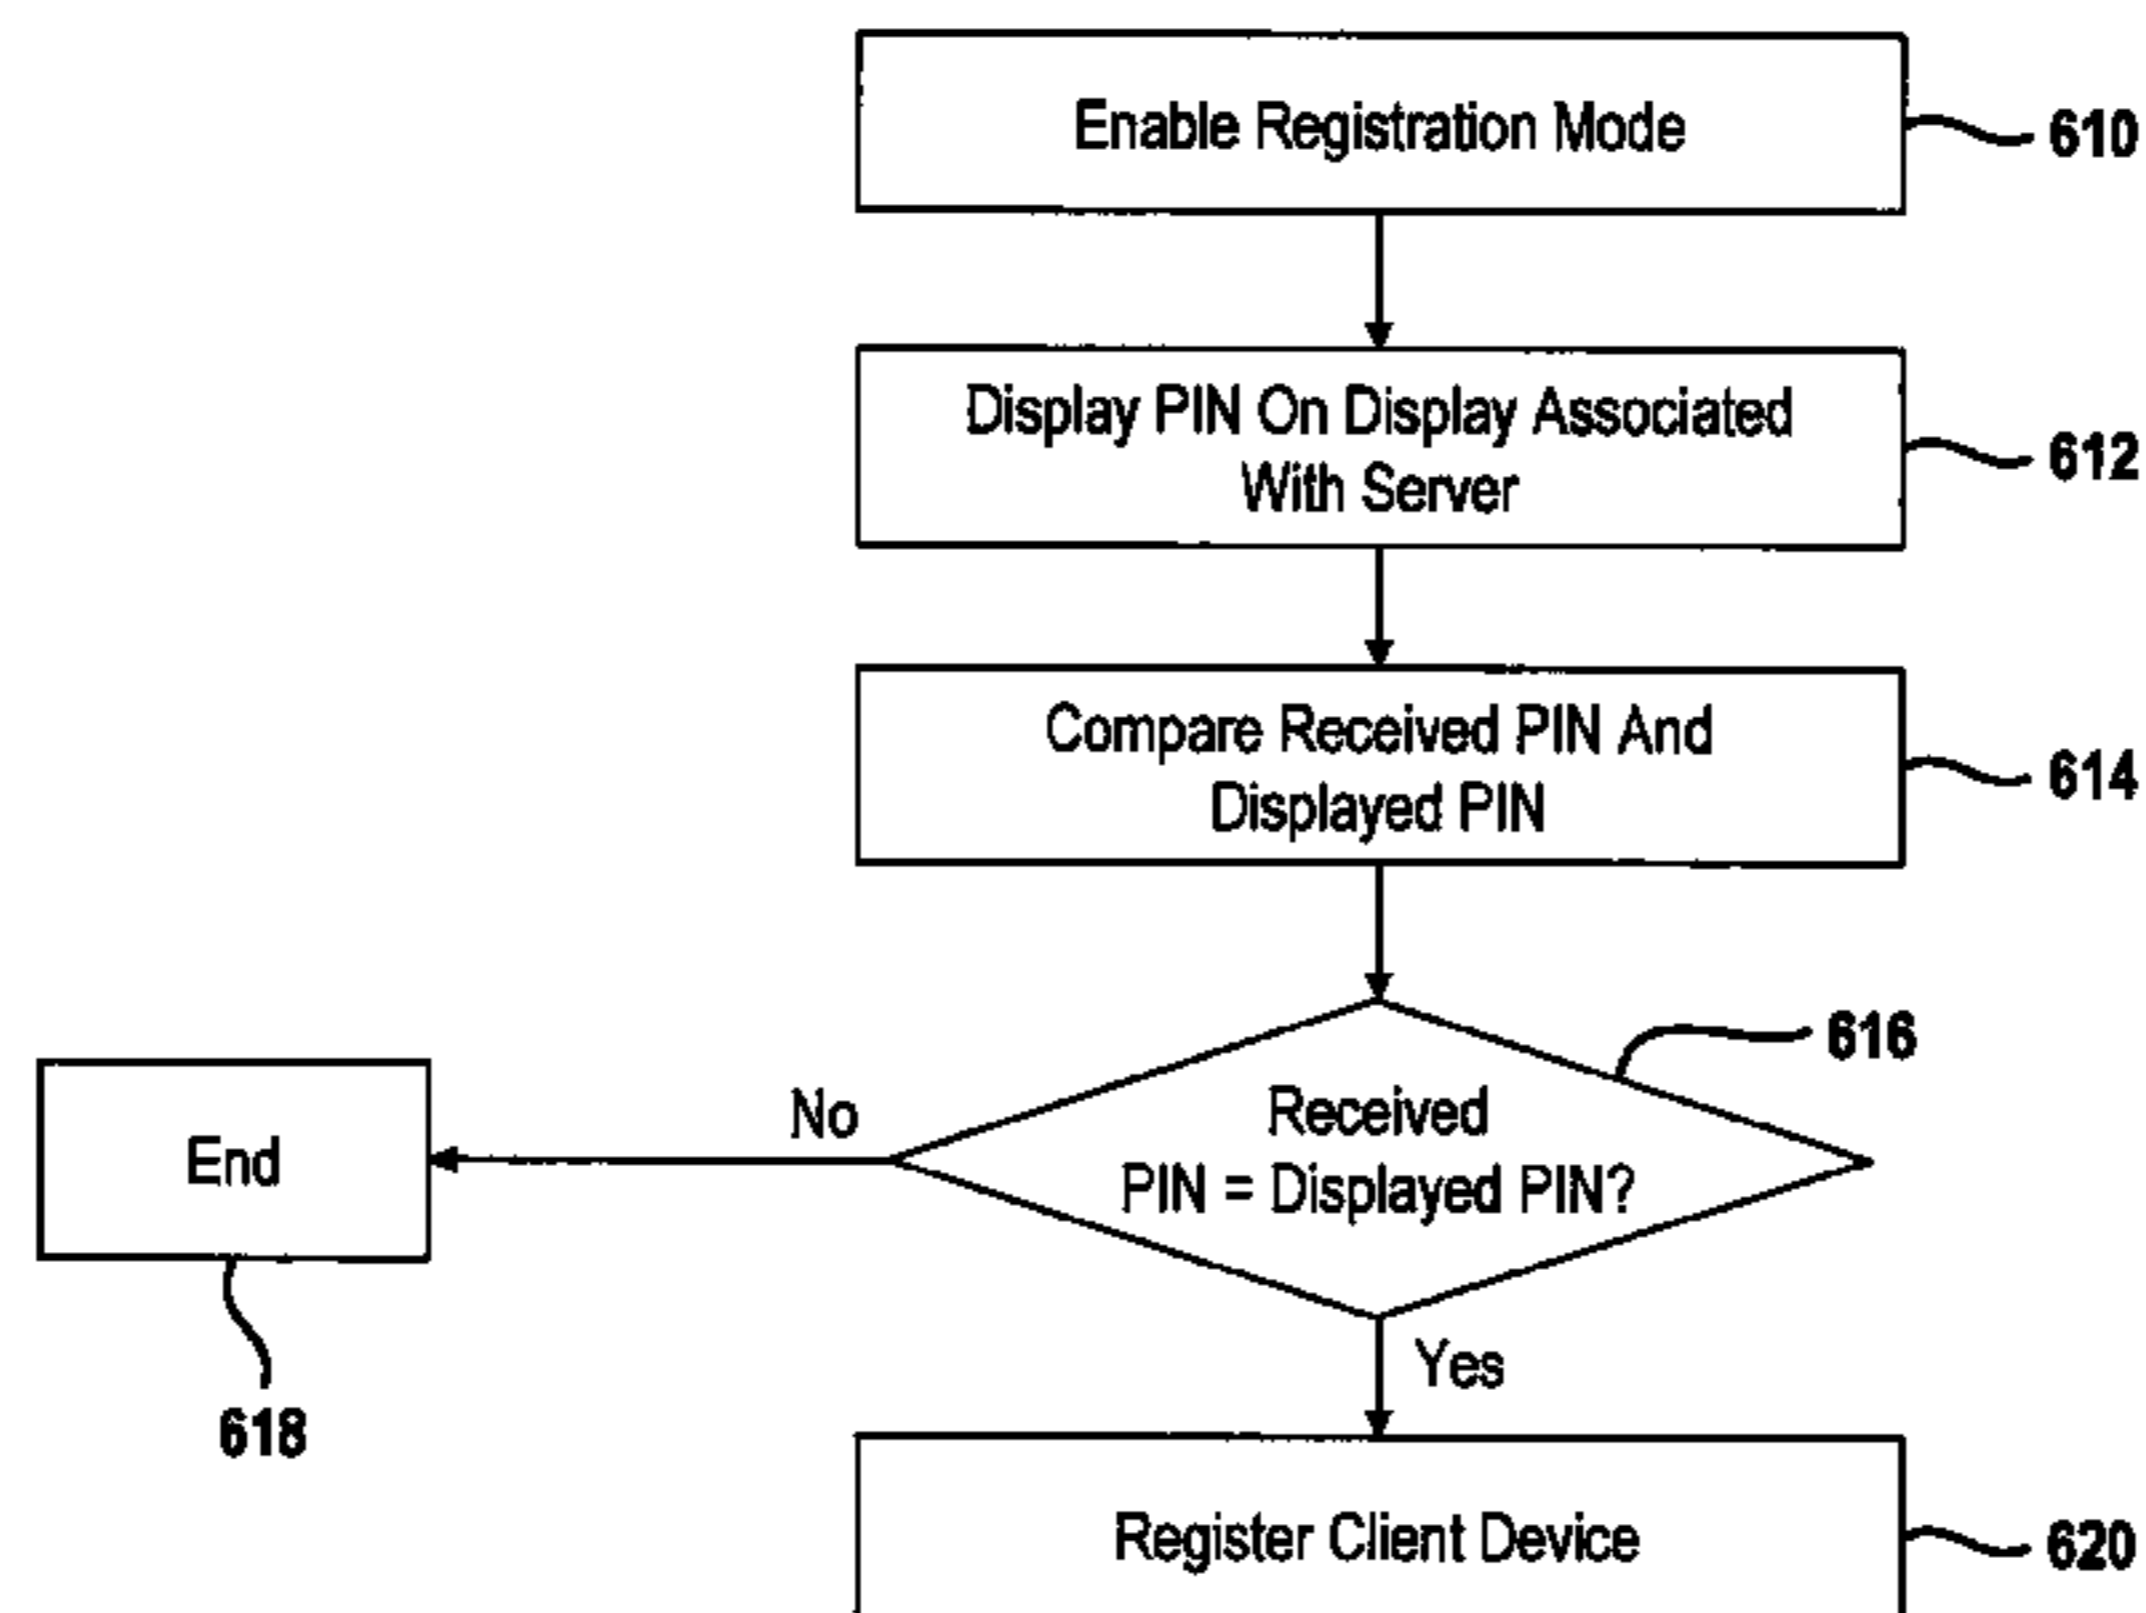 Enable Registration Mode
610
Display PIN On Display Associated
With Server
612
Compare Received PIN And
Displayed PIN
614
616
Received
PIN = Displayed PIN?
No
End
618
Yes
Register Client Device
620